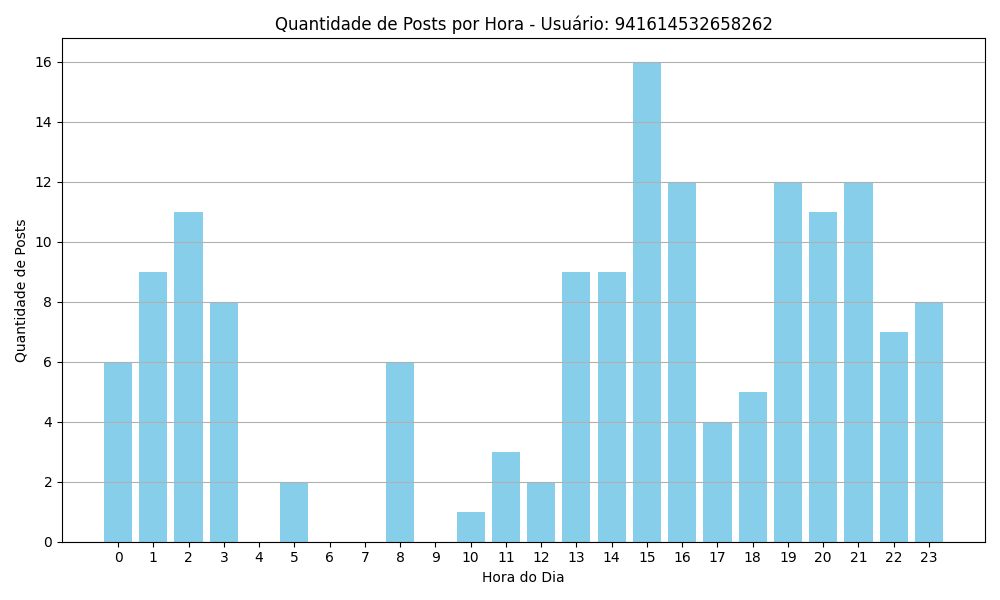 Quantidade de Posts por Hora - Usuário: 941614532658262
Quantidade de Posts
16
14
12
10
8
6
4
2
0
0 1 2 3 4 5 6 7 8 9 10 11 12 13 14 15 16 17 18 19 20 21 22 23
Hora do Dia